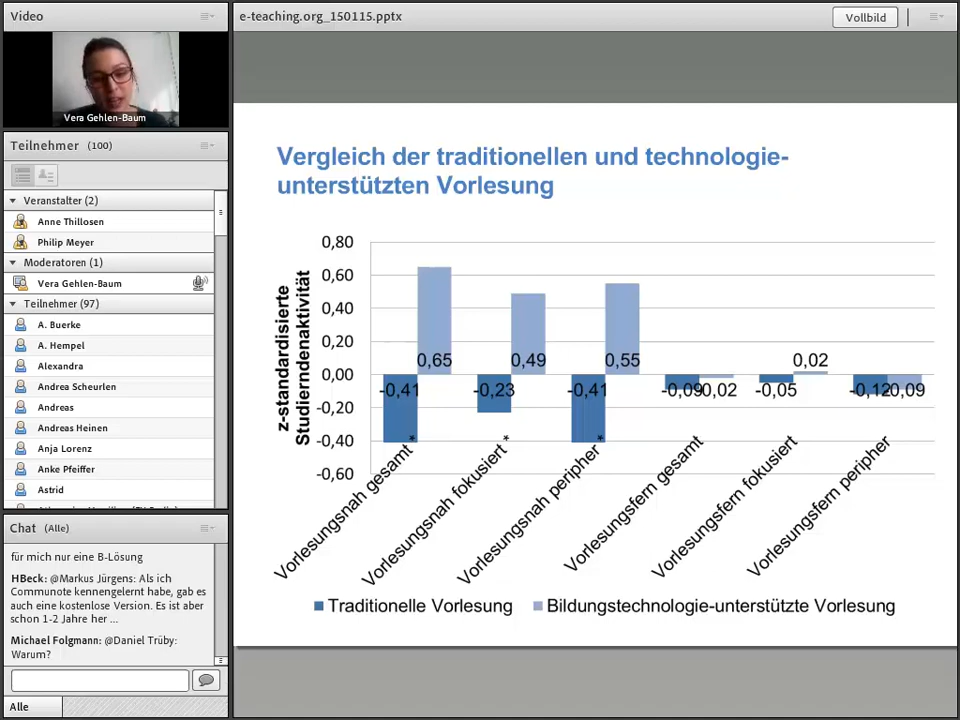 Video
Vera Gehlen-Baum
Teilnehmer (100)
Veranstalter (2)
Anne Thillosen
Philip Meyer
Moderatoren (1)
Vera Gehlen-Baum
Teilnehmer (97)
A. Buerke
A. Hempel
Alexandra
Andrea Scheurlen
Andreas
Andreas Heinen
Anja Lorenz
Anke Pfeiffer
Astrid
Chat (Alle)
für mich nur eine B-Lösung
HBeck: @Markus Jürgens: Als ich
Communote kennengelernt habe, gab es
auch eine kostenlose Version. Es ist aber
schon 1-2 Jahre her ...
Michael Folgmann: @Daniel Trüby:
Warum?
Alle
e-teaching.org_150115.pptx
Vollbild
Vergleich der traditionellen und technologie-
unterstützten Vorlesung
z-standardisierte
Studierendenaktivität
0,80
0,60
0,40
0,20
0,00
-0,20
-0,40
-0,60
0,65
0,49
0,55
0,02
-0,41
-0,23
-0,41
-0,09
-0,02
-0,05
-0,12
-0,09
Vorlesungsnah gesamt*
Vorlesungsnah fokusiert*
Vorlesungsnah peripher*
Vorlesungsfern gesamt
Vorlesungsfern fokusiert
Vorlesungsfern peripher
Traditionelle Vorlesung
Bildungstechnologie-unterstützte Vorlesung